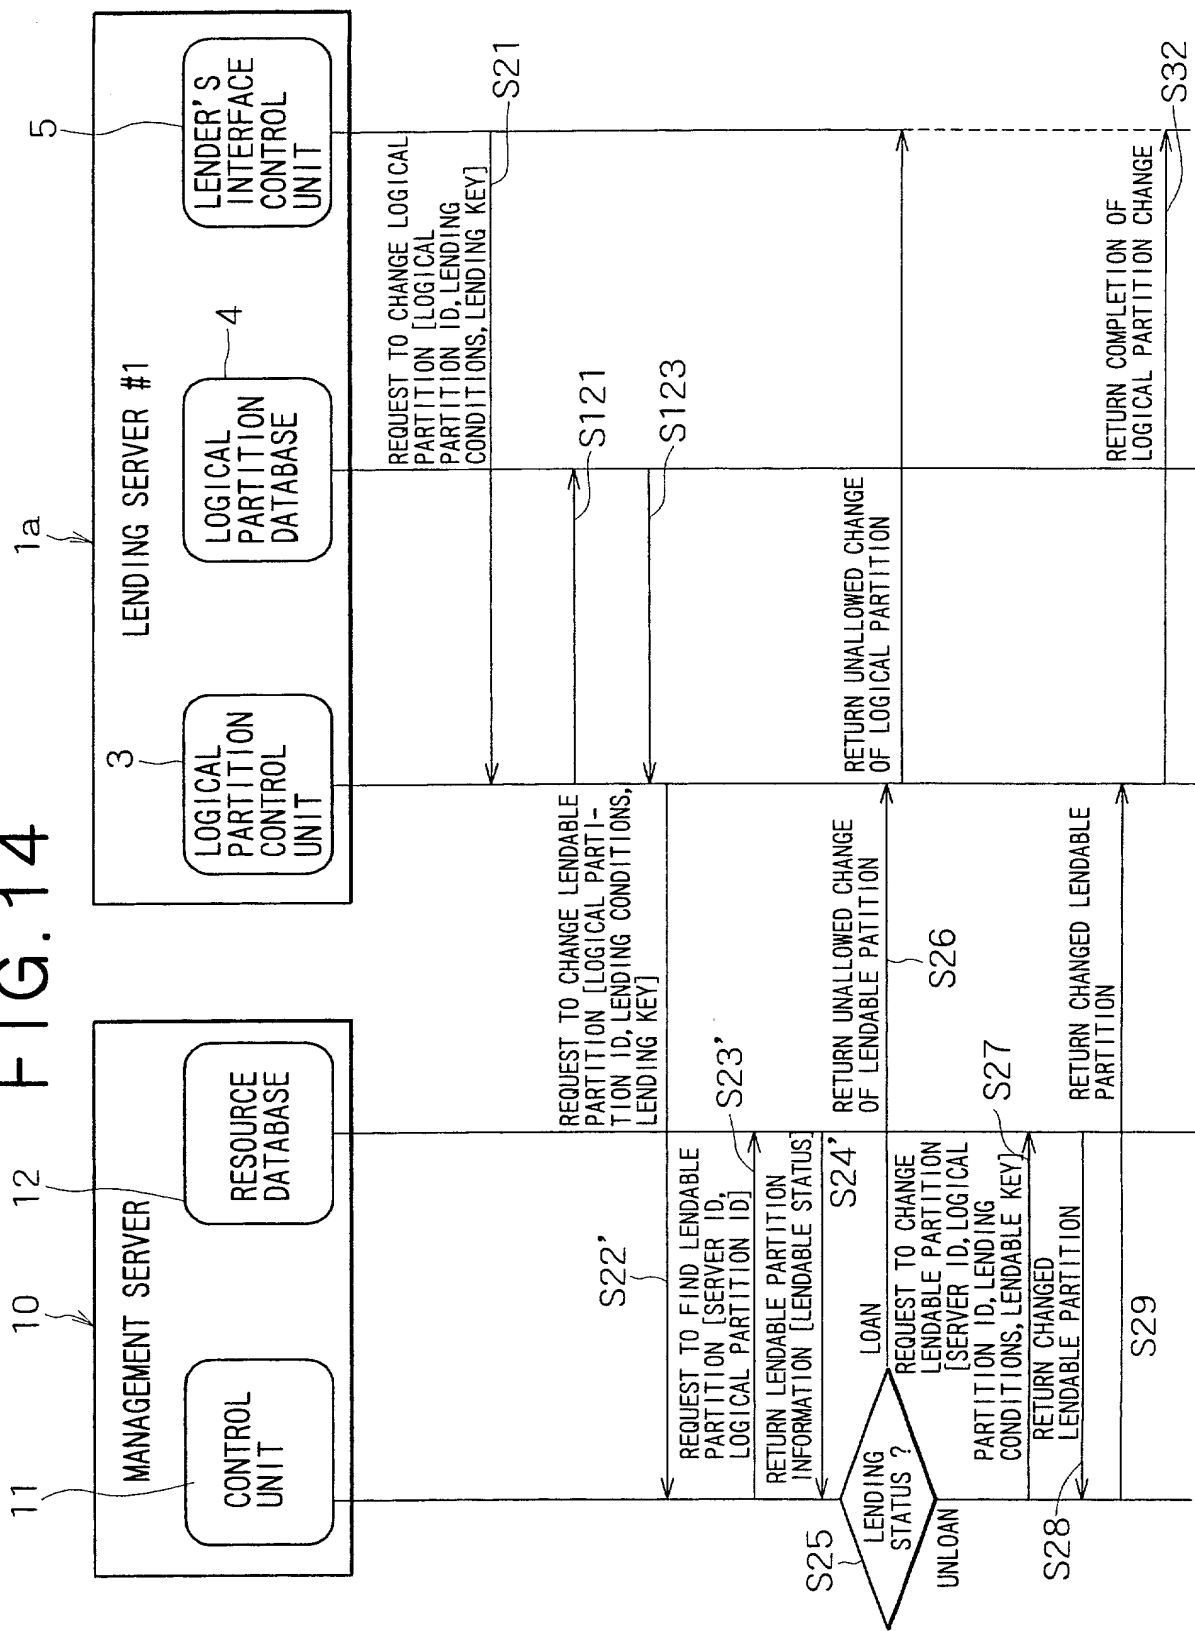 FIG. 14
10
MANAGEMENT SERVER
11
CONTROL
UNIT
12
RESOURCE
DATABASE
1a
LENDING SERVER #1
3
LOGICAL
PARTITION
CONTROL
UNIT
4
LOGICAL
PARTITION
DATABASE
5
LENDER'S
INTERFACE
CONTROL
UNIT
REQUEST TO CHANGE LOGICAL
PARTITION [LOGICAL
PARTITION ID, LENDING
CONDITIONS, LENDING KEY]
S21
S121
S123
REQUEST TO CHANGE LENDABLE
PARTITION [LOGICAL PARTI-
TION ID, LENDING CONDITIONS,
LENDING KEY]
S22'
REQUEST TO FIND LENDABLE
PARTITION [SERVER ID,
LOGICAL PARTITION ID]
S23'
RETURN LENDABLE PARTITION
INFORMATION [LENDABLE STATUS]
S24'
S25
LENDING
STATUS ?
LOAN
UNLOAN
RETURN UNALLOWED CHANGE
OF LENDABLE PATITION
S26
RETURN UNALLOWED CHANGE
OF LOGICAL PARTITION
REQUEST TO CHANGE
LENDABLE PARTITION
[SERVER ID, LOGICAL
PARTITION ID, LENDING
CONDITIONS, LENDABLE KEY]
S27
RETURN CHANGED
LENDABLE PARTITION
S28
RETURN CHANGED LENDABLE
PARTITION
S29
RETURN COMPLETION OF
LOGICAL PARTITION CHANGE
S32